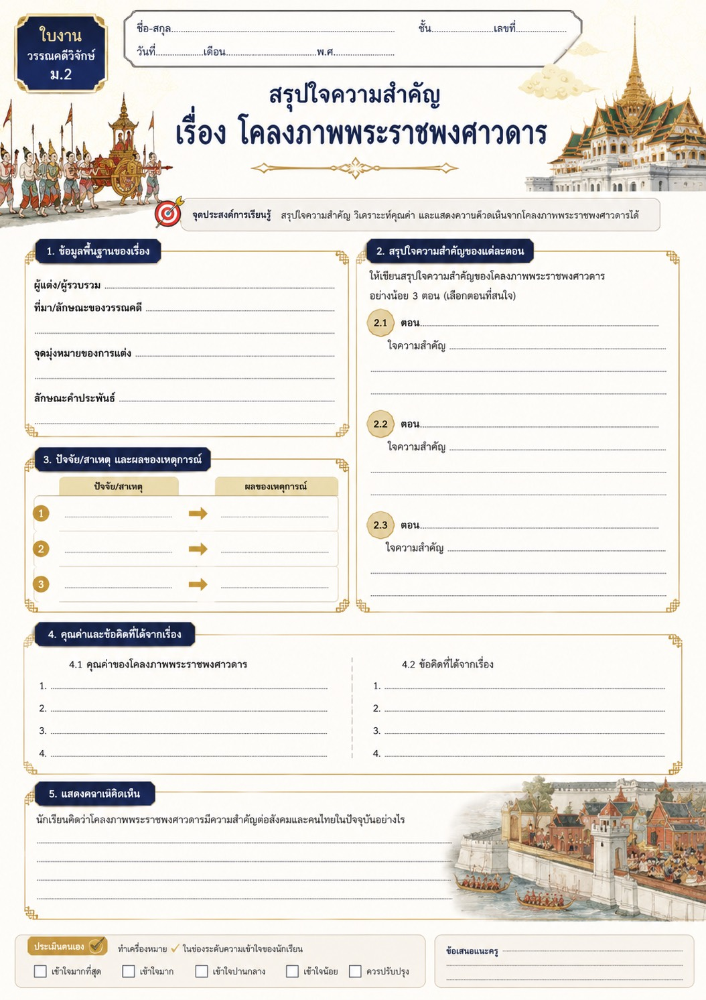 ใบงาน
วรรณคดีวิจักษ์
ม.2
ชื่อ-สกุล ชั้น เลขที่
วันที่ เดือน พ.ศ.
สรุปใจความสำคัญ
เรื่อง โคลงภาพพระราชพงศาวดาร
จุดประสงค์การเรียนรู้ สรุปใจความสำคัญ วิเคราะะห์คุณค่า และแสดงความคิดเห็นจากโคลงภาพพระราชพงศาวดารได้
1. ข้อมูลพื้นฐานของเรื่อง
ผู้แต่ง/ผู้รวบรวม
ที่มา/ลักษณะของวรรณคดี
จุดมุ่งหมายของการแต่ง
ลักษณะคำประพันธ์
2. สรุปใจความสำคัญของแต่ละตอน
ให้เขียนสรุปใจความสำคัญของโคลงภาพพระราชพงศาวดาร
อย่างน้อย 3 ตอน (เลือกตอนที่สนใจ)
2.1 ตอน
ใจความสำคัญ
2.2 ตอน
ใจความสำคัญ
2.3 ตอน
ใจความสำคัญ
3. ปัจจัย/สาเหตุ และผลของเหตุการณ์
ปัจจัย/สาเหตุ ผลของเหตุการณ์
1
2
3
4. คุณค่าและข้อคิดที่ได้จากเรื่อง
4.1 คุณค่าของโคลงภาพพระราชพงศาวดาร
1.
2.
3.
4.
4.2 ข้อคิดที่ได้จากเรื่อง
1.
2.
3.
4.
5. แสดง
นักเรียนคิดว่าโคลงภาพพระราชพงศาวดารมีความสำคัญต่อสังคมและคนไทยในปัจจุบันอย่างไร
ประเมินตนเอง ทำเครื่องหมาย ✓ ในช่องระดับความเข้าใจของนักเรียน
เข้าใจมากที่สุด เข้าใจมาก เข้าใจปานกลาง เข้าใจน้อย ควรปรับปรุง
ข้อเสนอแนะครู